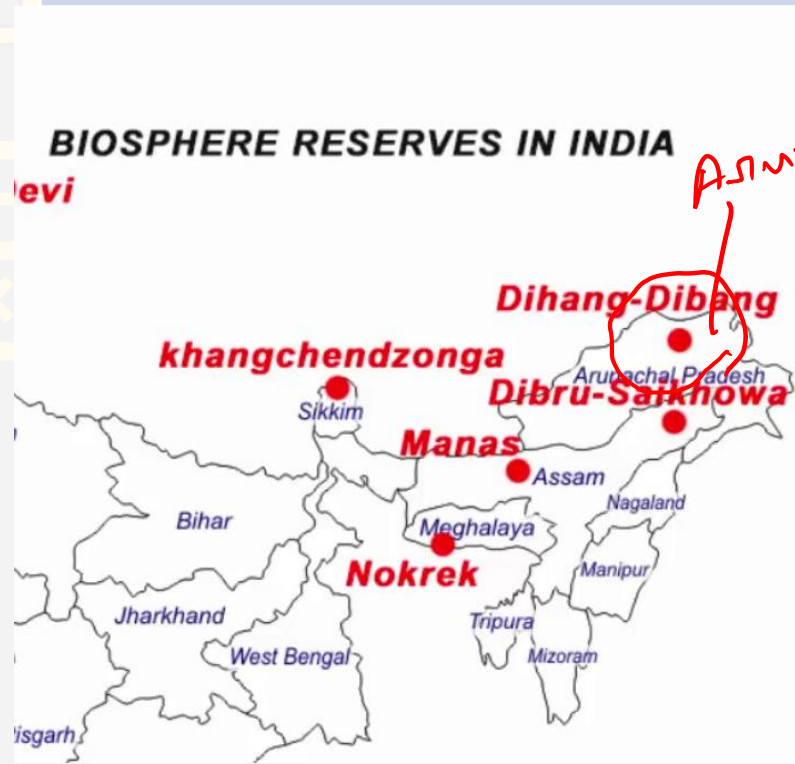 BIOSPHERE RESERVES IN INDIA
evi
Dihang-Dibang
khangchendzonga
Arunachal Pradesh
Dibru-Saikhowa
Sikkim
Manas
Assam
Nagaland
Bihar
Meghalaya
Nokrek
Manipur
Jharkhand
Tripura
West Bengal
Mizoram
isgarh